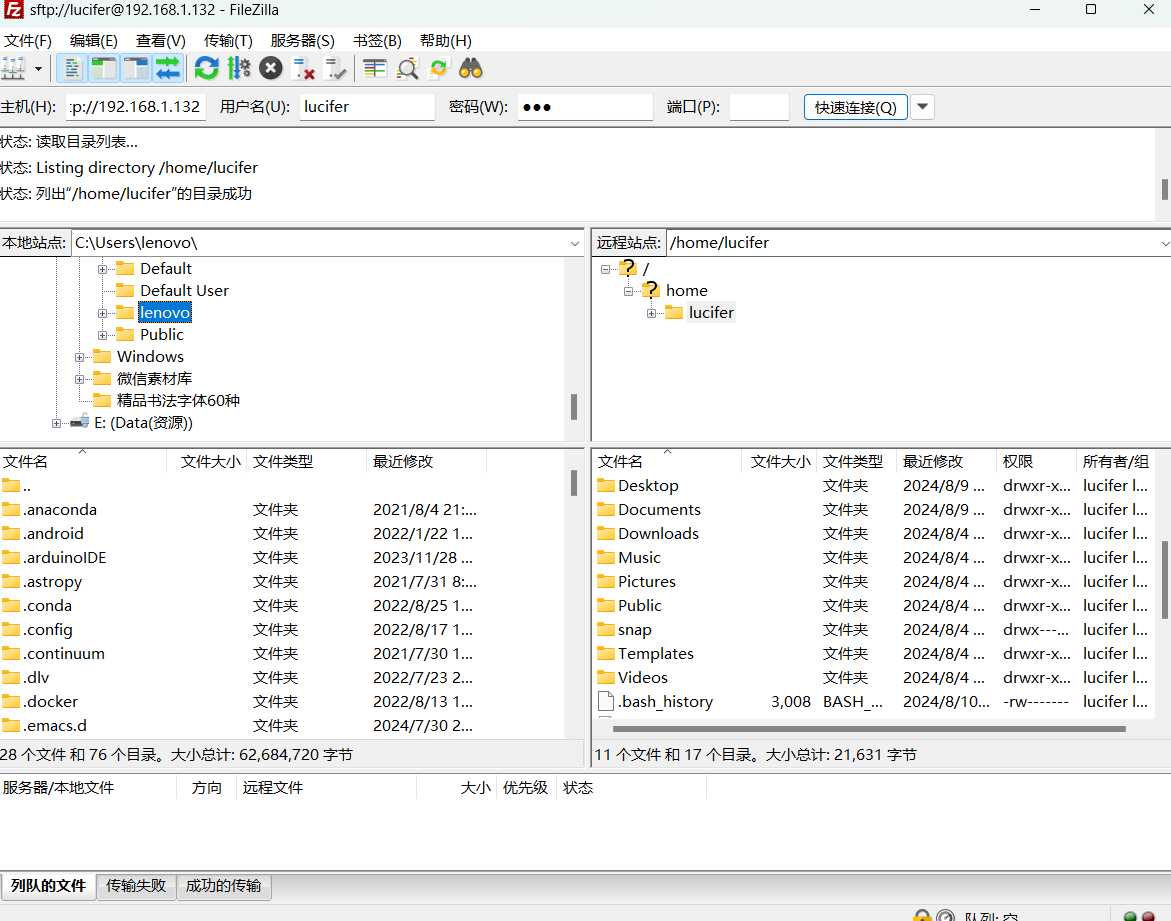 sftp://lucifer@192.168.1.132 - FileZilla
文件(F) 编辑(E) 查看(V) 传输(T) 服务器(S) 书签(B) 帮助(H)
主机(H): :p://192.168.1.132 用户名(U): lucifer 密码(W): ●●● 端口(P): 快速连接(Q)
状态: 读取目录列表...
状态: Listing directory /home/lucifer
状态: 列出“/home/lucifer”的目录成功
本地站点: C:\Users\lenovo\
Default
Default User
lenovo
Public
Windows
微信素材库
精品书法字体60种
E: (Data(资源))
远程站点: /home/lucifer
/
home
lucifer
文件名 文件大小 文件类型 最近修改
..
.anaconda 文件夹 2021/8/4 21:...
.android 文件夹 2022/1/22 1...
.arduinoIDE 文件夹 2023/11/28 ...
.astropy 文件夹 2021/7/31 8:...
.conda 文件夹 2022/8/25 1...
.config 文件夹 2022/8/17 1...
.continuum 文件夹 2021/7/30 1...
.dlv 文件夹 2022/7/23 2...
.docker 文件夹 2022/8/13 1...
.emacs.d 文件夹 2024/7/30 2...
28 个文件 和 76 个目录。大小总计: 62,684,720 字节
文件名 文件大小 文件类型 最近修改 权限 所有者/组
Desktop 文件夹 2024/8/9 ... drwxr-x... lucifer l...
Documents 文件夹 2024/8/9 ... drwxr-x... lucifer l...
Downloads 文件夹 2024/8/4 ... drwxr-x... lucifer l...
Music 文件夹 2024/8/4 ... drwxr-x... lucifer l...
Pictures 文件夹 2024/8/4 ... drwxr-x... lucifer l...
Public 文件夹 2024/8/4 ... drwxr-x... lucifer l...
snap 文件夹 2024/8/4 ... drwx---... lucifer l...
Templates 文件夹 2024/8/4 ... drwxr-x... lucifer l...
Videos 文件夹 2024/8/4 ... drwxr-x... lucifer l...
.bash_history 3,008 BASH_... 2024/8/10... -rw------- lucifer l...
11 个文件 和 17 个目录。大小总计: 21,631 字节
服务器/本地文件 方向 远程文件 大小 优先级 状态
列队的文件 传输失败 成功的传输
队列: 空